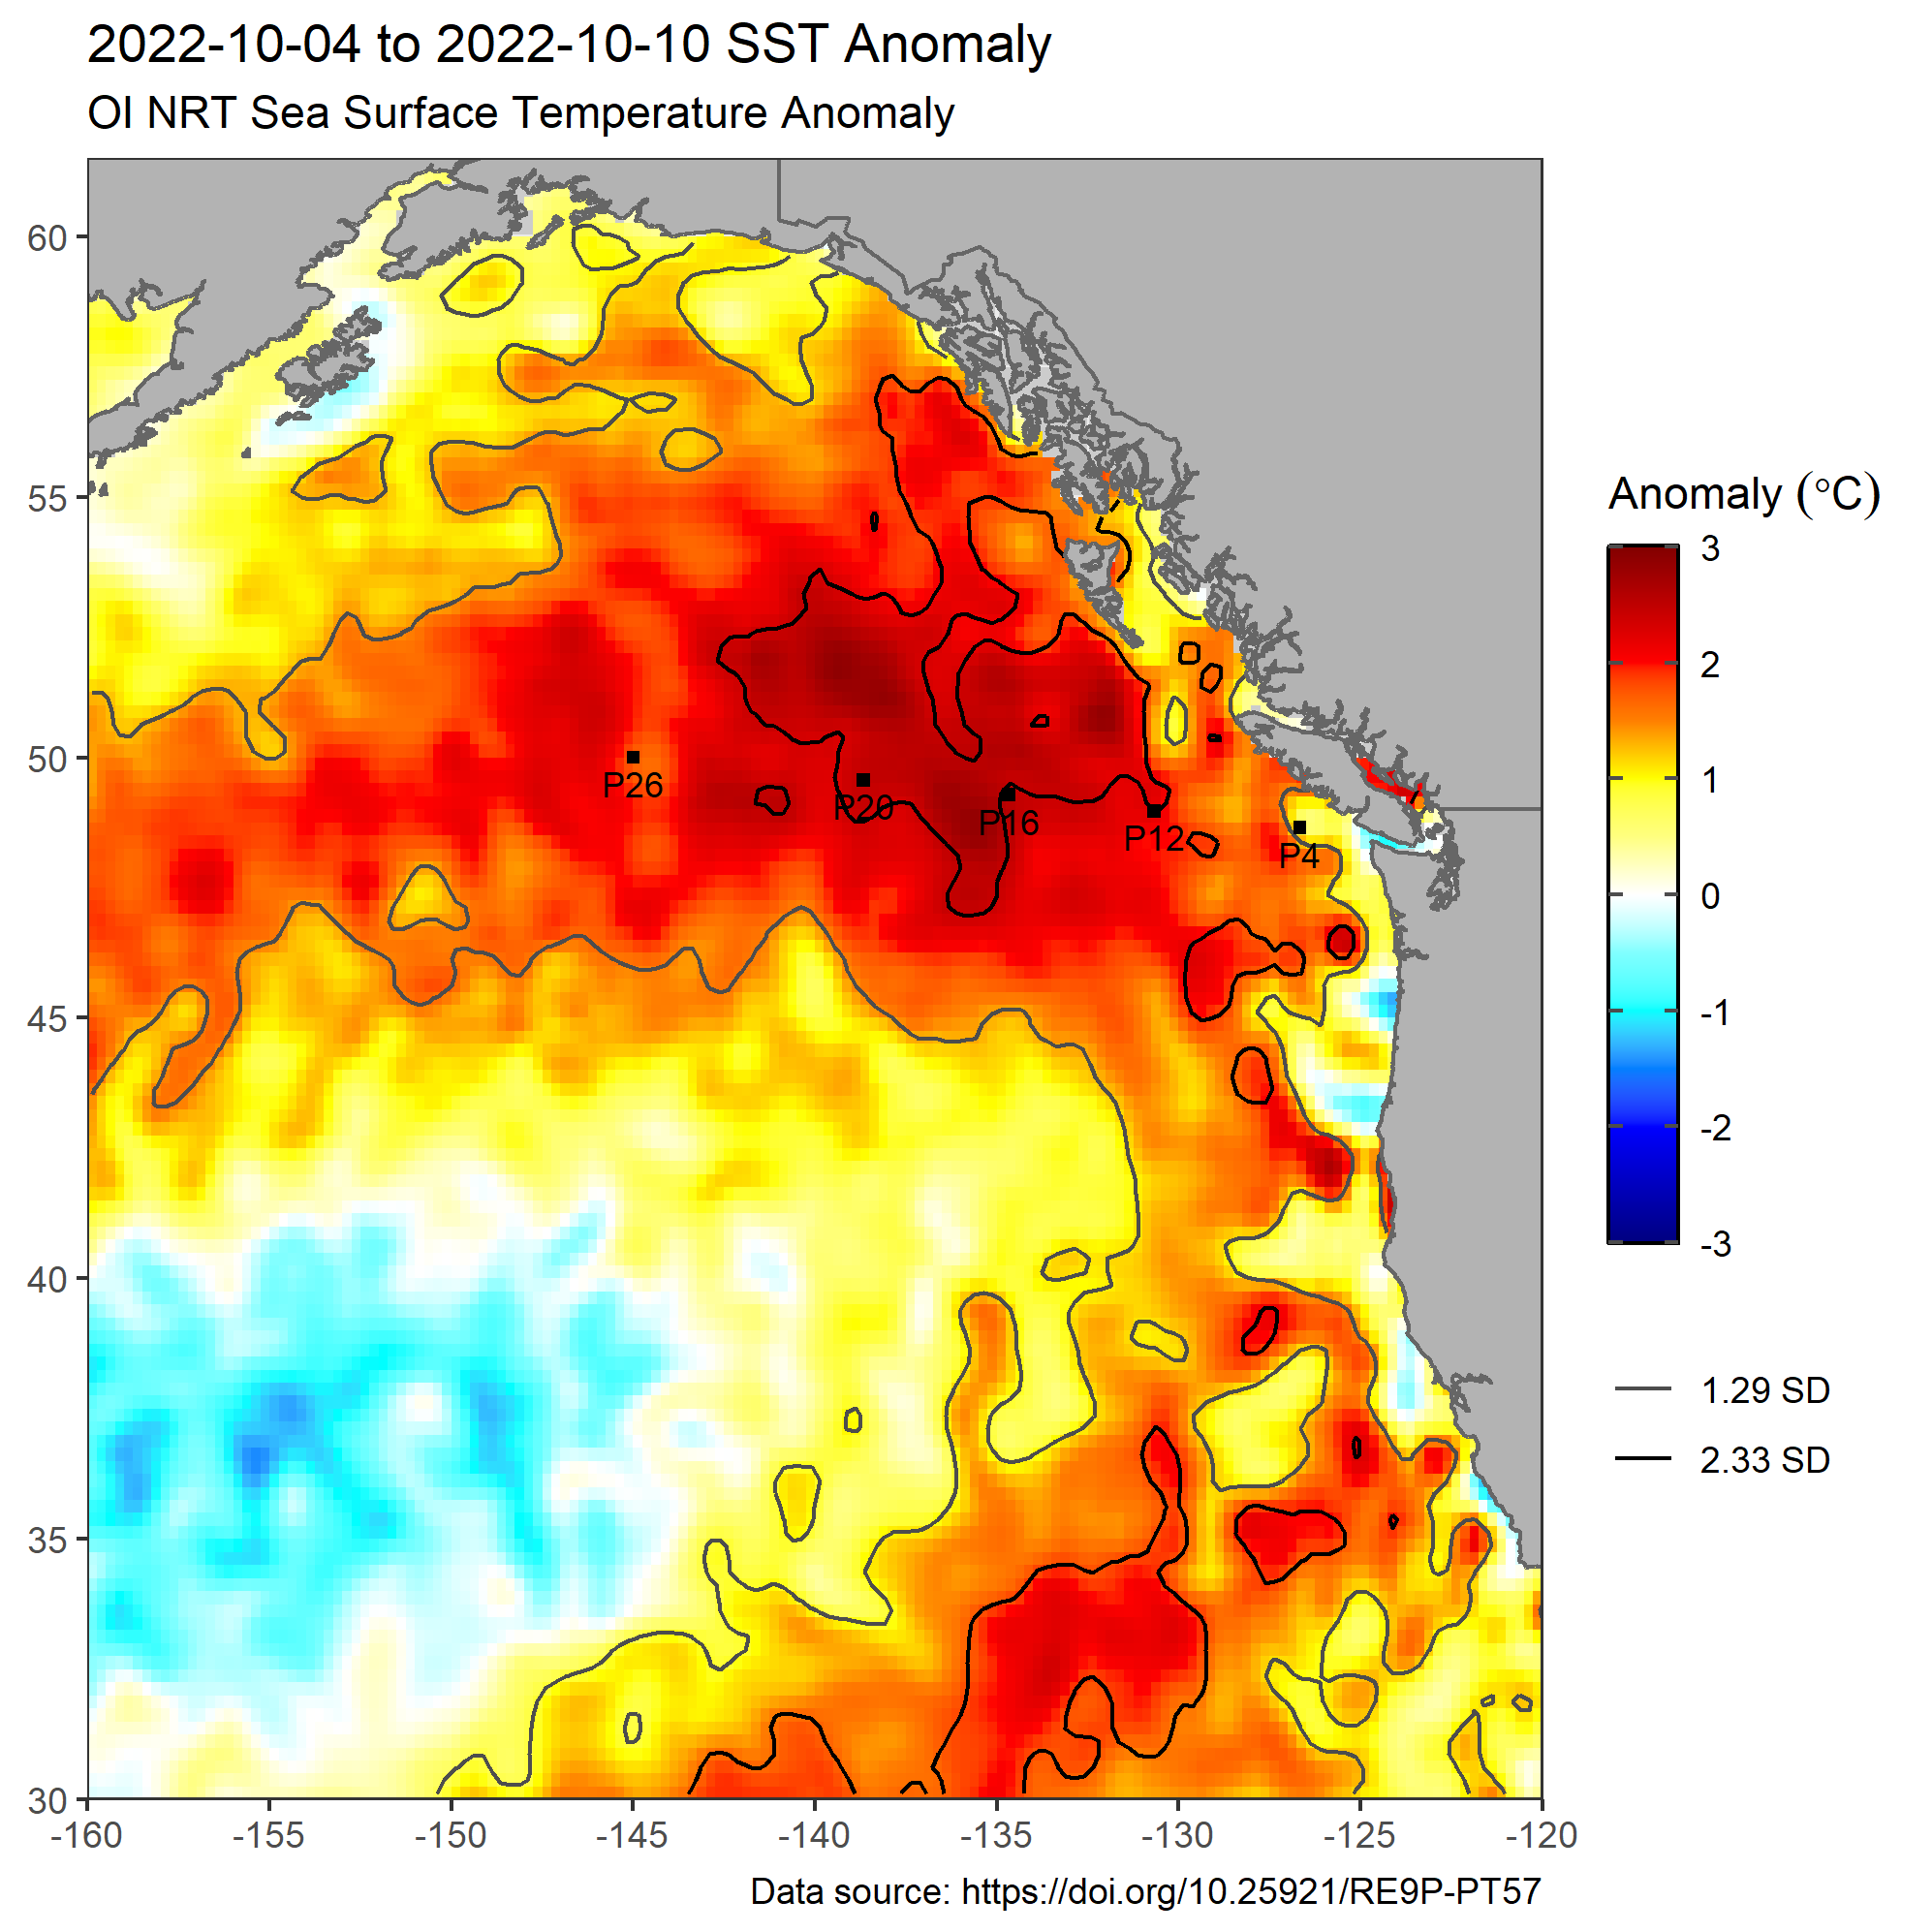 2022-10-04 to 2022-10-10 SST Anomaly
OI NRT Sea Surface Temperature Anomaly
60
55
50
45
40
35
30
-160
-155
-150
-145
-140
-135
-130
-125
-120
P26
P20
P16
P12
P4
Anomaly (°C)
3
2
1
0
-1
-2
-3
1.29 SD
2.33 SD
Data source: https://doi.org/10.25921/RE9P-PT57